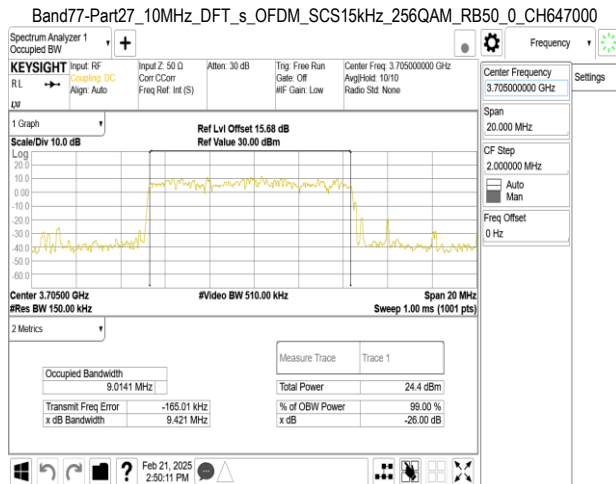 Band77-Part27_10MHz_DFT_s_OFDM_SCS15kHz_256QAM_RB50_0_CH647000
Spectrum Analyzer 1
Occupied BW
+
Frequency
KEYSIGHT
RL
LXI
Input: RF
Coupling: DC
Align: Auto
Input Z: 50 Ω
Corr CCorr
Freq Ref: Int (S)
Atten: 30 dB
Trig: Free Run
Gate: Off
#IF Gain: Low
Center Freq: 3.705000000 GHz
Avg|Hold: 10/10
Radio Std: None
Center Frequency
3.705000000 GHz
Settings
Span
20.000 MHz
CF Step
2.000000 MHz
Auto
Man
Freq Offset
0 Hz
1 Graph
Scale/Div 10.0 dB
Ref Lvl Offset 15.68 dB
Ref Value 30.00 dBm
Log
20.0
10.0
0.00
-10.0
-20.0
-30.0
-40.0
-50.0
-60.0
Center 3.70500 GHz
#Video BW 510.00 kHz
Span 20 MHz
#Res BW 150.00 kHz
Sweep 1.00 ms (1001 pts)
2 Metrics
Measure Trace
Trace 1
Occupied Bandwidth
9.0141 MHz
Total Power
24.4 dBm
Transmit Freq Error
-165.01 kHz
% of OBW Power
99.00 %
x dB Bandwidth
9.421 MHz
x dB
-26.00 dB
?
Feb 21, 2025
2:50:11 PM